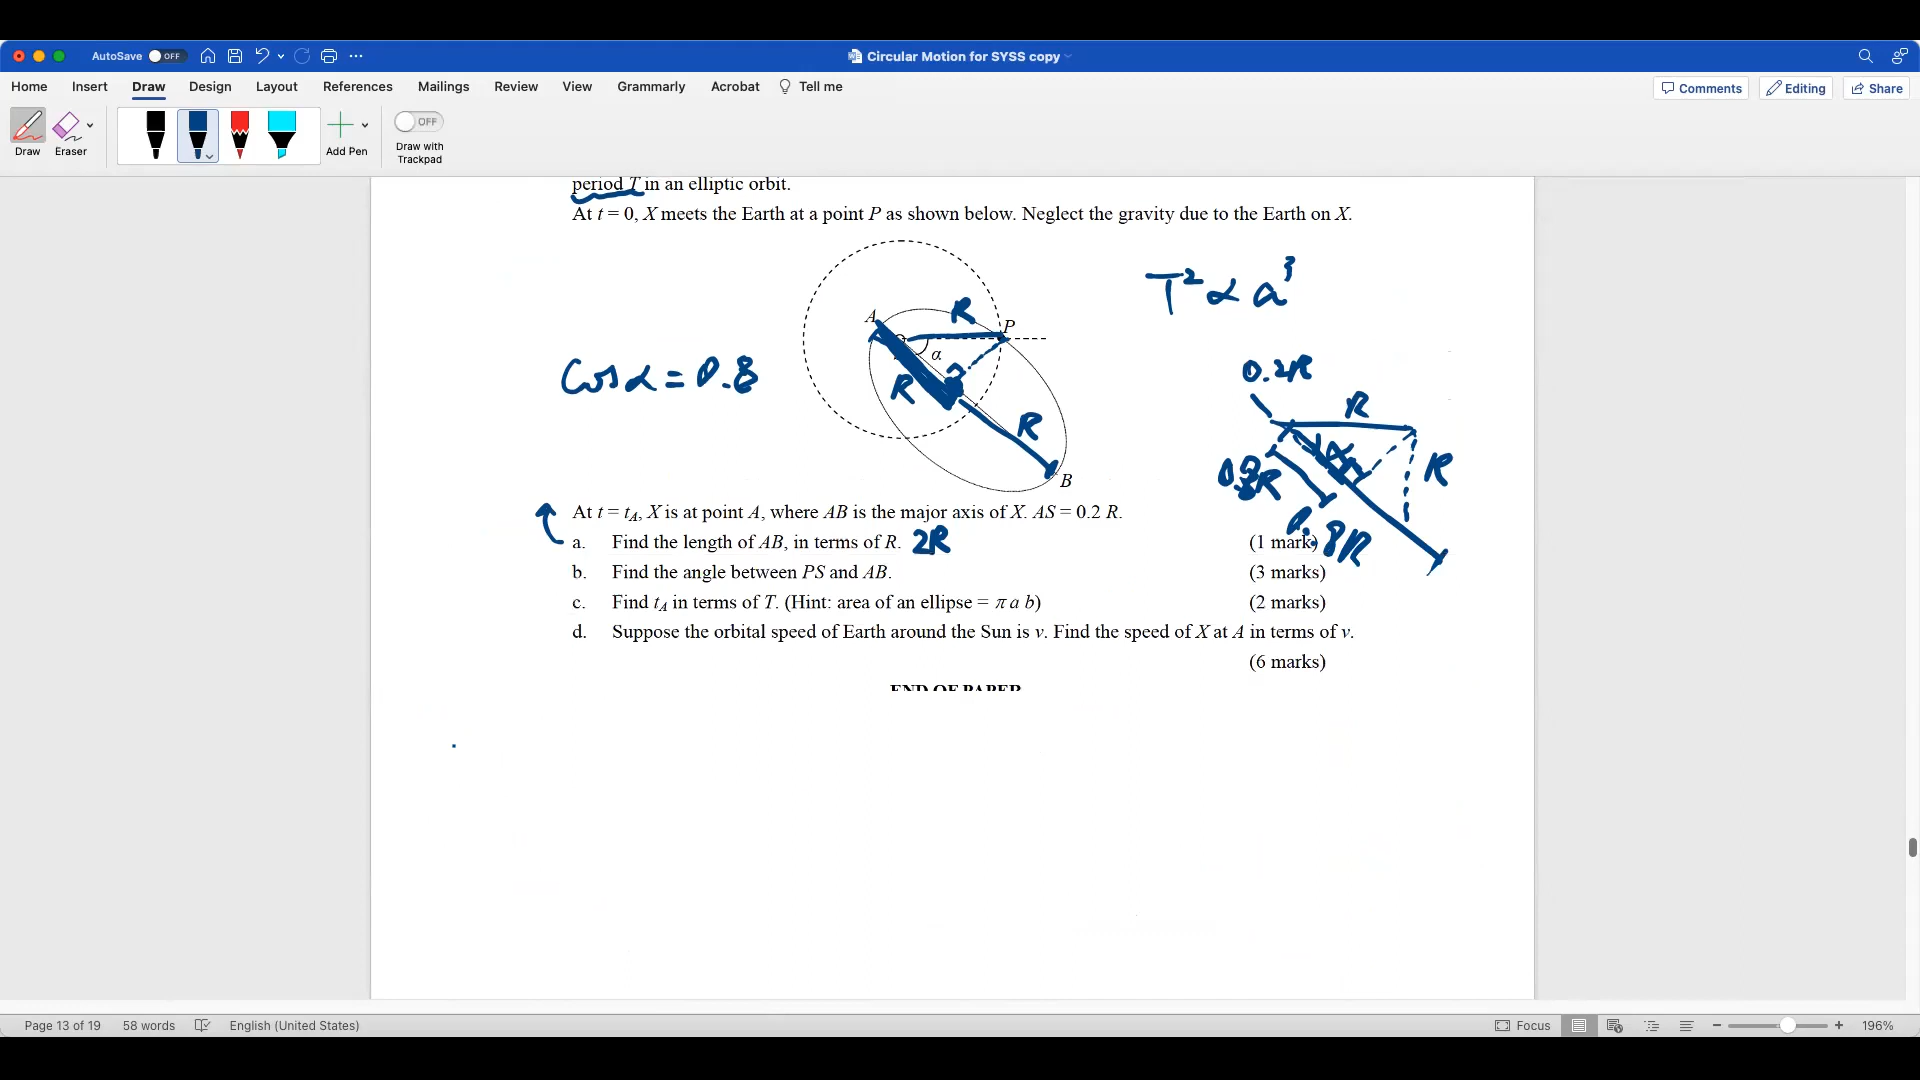 AutoSave OFF
Circular Motion for SYSS copy
Home Insert Draw Design Layout References Mailings Review View Grammarly Acrobat Tell me
Comments Editing Share
OFF
Draw Eraser Add Pen Draw with
Trackpad
period T in an elliptic orbit.
At t = 0, X meets the Earth at a point P as shown below. Neglect the gravity due to the Earth on X.
T² ∝ a³
A R P
α
cos α = 0.8
R
R
B
0.2R
R
α
R
0.8R
0.8R
At t = tA, X is at point A, where AB is the major axis of X. AS = 0.2 R.
a. Find the length of AB, in terms of R. 2R (1 mark)
b. Find the angle between PS and AB. (3 marks)
c. Find tA in terms of T. (Hint: area of an ellipse = π a b) (2 marks)
d. Suppose the orbital speed of Earth around the Sun is v. Find the speed of X at A in terms of v.
(6 marks)
END OF PAPER
Page 13 of 19 58 words English (United States) Focus 196%